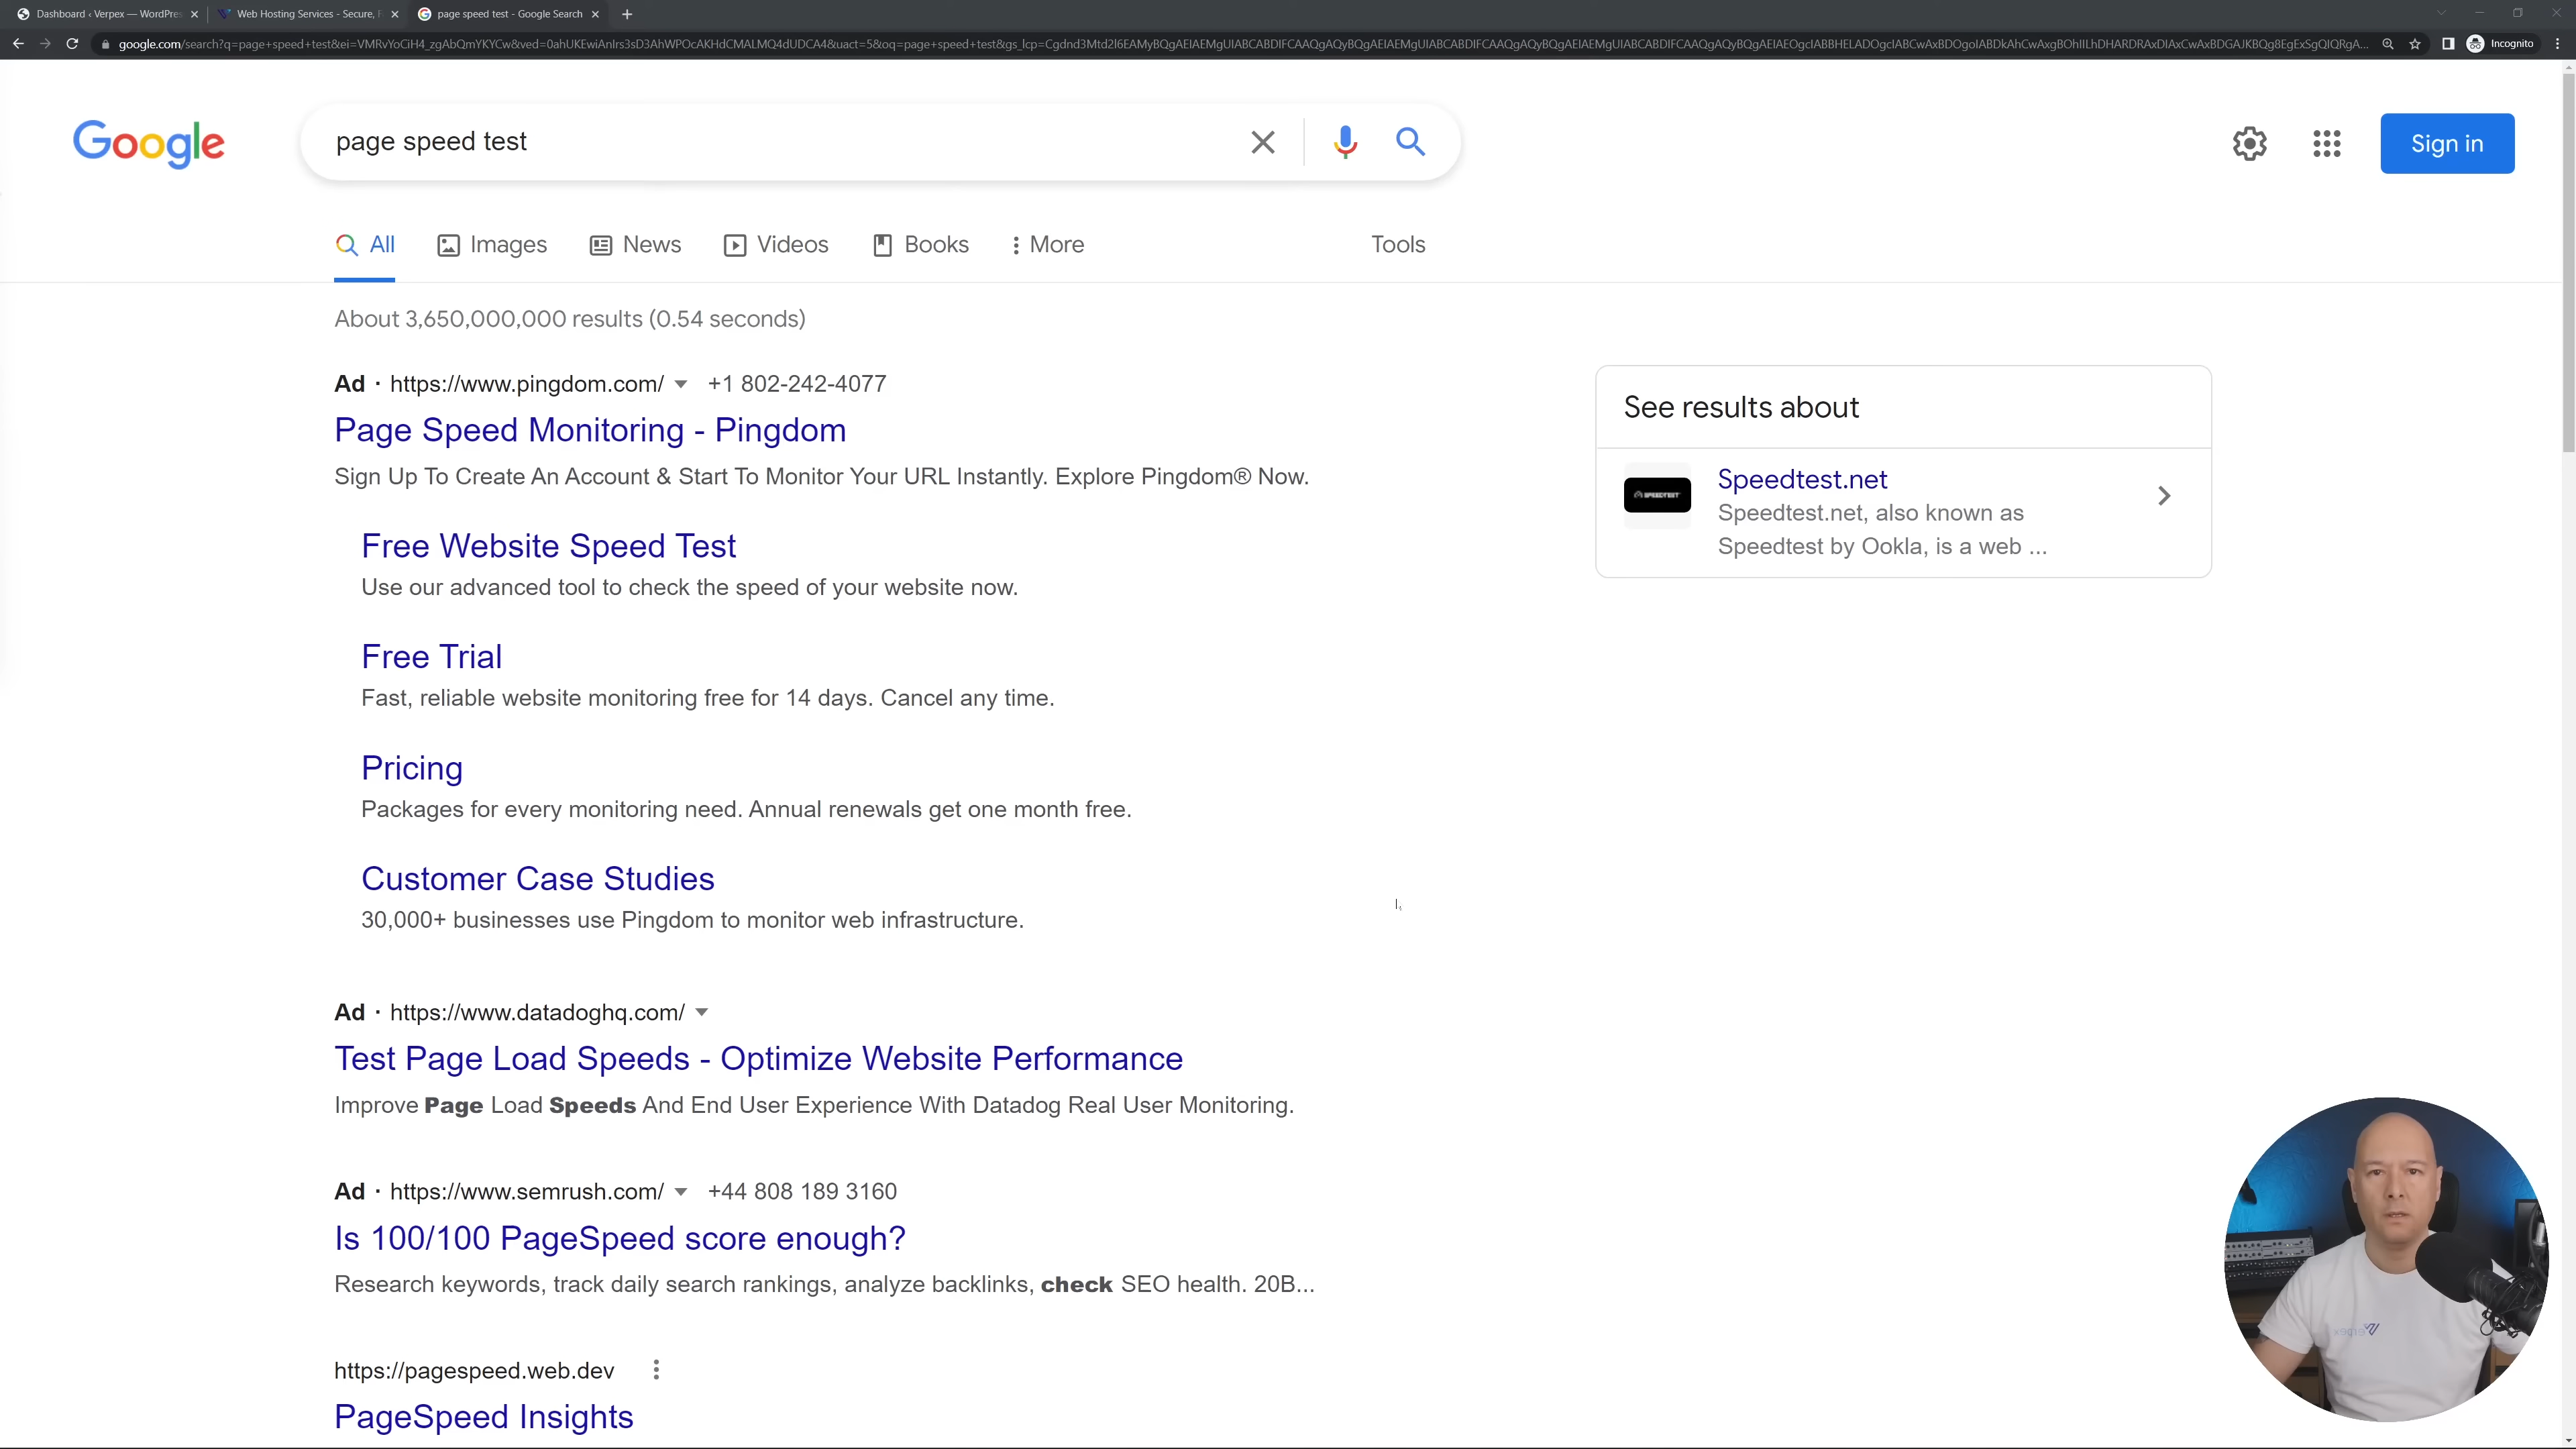 Dashboard ‹ Verpex — WordPre
Web Hosting Services - Secure, F
page speed test - Google Search
Incognito
Google
page speed test
Sign in
All
Images
News
Videos
Books
More
Tools
About 3,650,000,000 results (0.54 seconds)
Ad · https://www.pingdom.com/ +1 802-242-4077
Page Speed Monitoring - Pingdom
Sign Up To Create An Account & Start To Monitor Your URL Instantly. Explore Pingdom® Now.
Free Website Speed Test
Use our advanced tool to check the speed of your website now.
Free Trial
Fast, reliable website monitoring free for 14 days. Cancel any time.
Pricing
Packages for every monitoring need. Annual renewals get one month free.
Customer Case Studies
30,000+ businesses use Pingdom to monitor web infrastructure.
Ad · https://www.datadoghq.com/
Test Page Load Speeds - Optimize Website Performance
Improve Page Load Speeds And End User Experience With Datadog Real User Monitoring.
Ad · https://www.semrush.com/ +44 808 189 3160
Is 100/100 PageSpeed score enough?
Research keywords, track daily search rankings, analyze backlinks, check SEO health. 20B...
https://pagespeed.web.dev
PageSpeed Insights
See results about
SPEEDTEST
Speedtest.net
Speedtest.net, also known as
Speedtest by Ookla, is a web ...